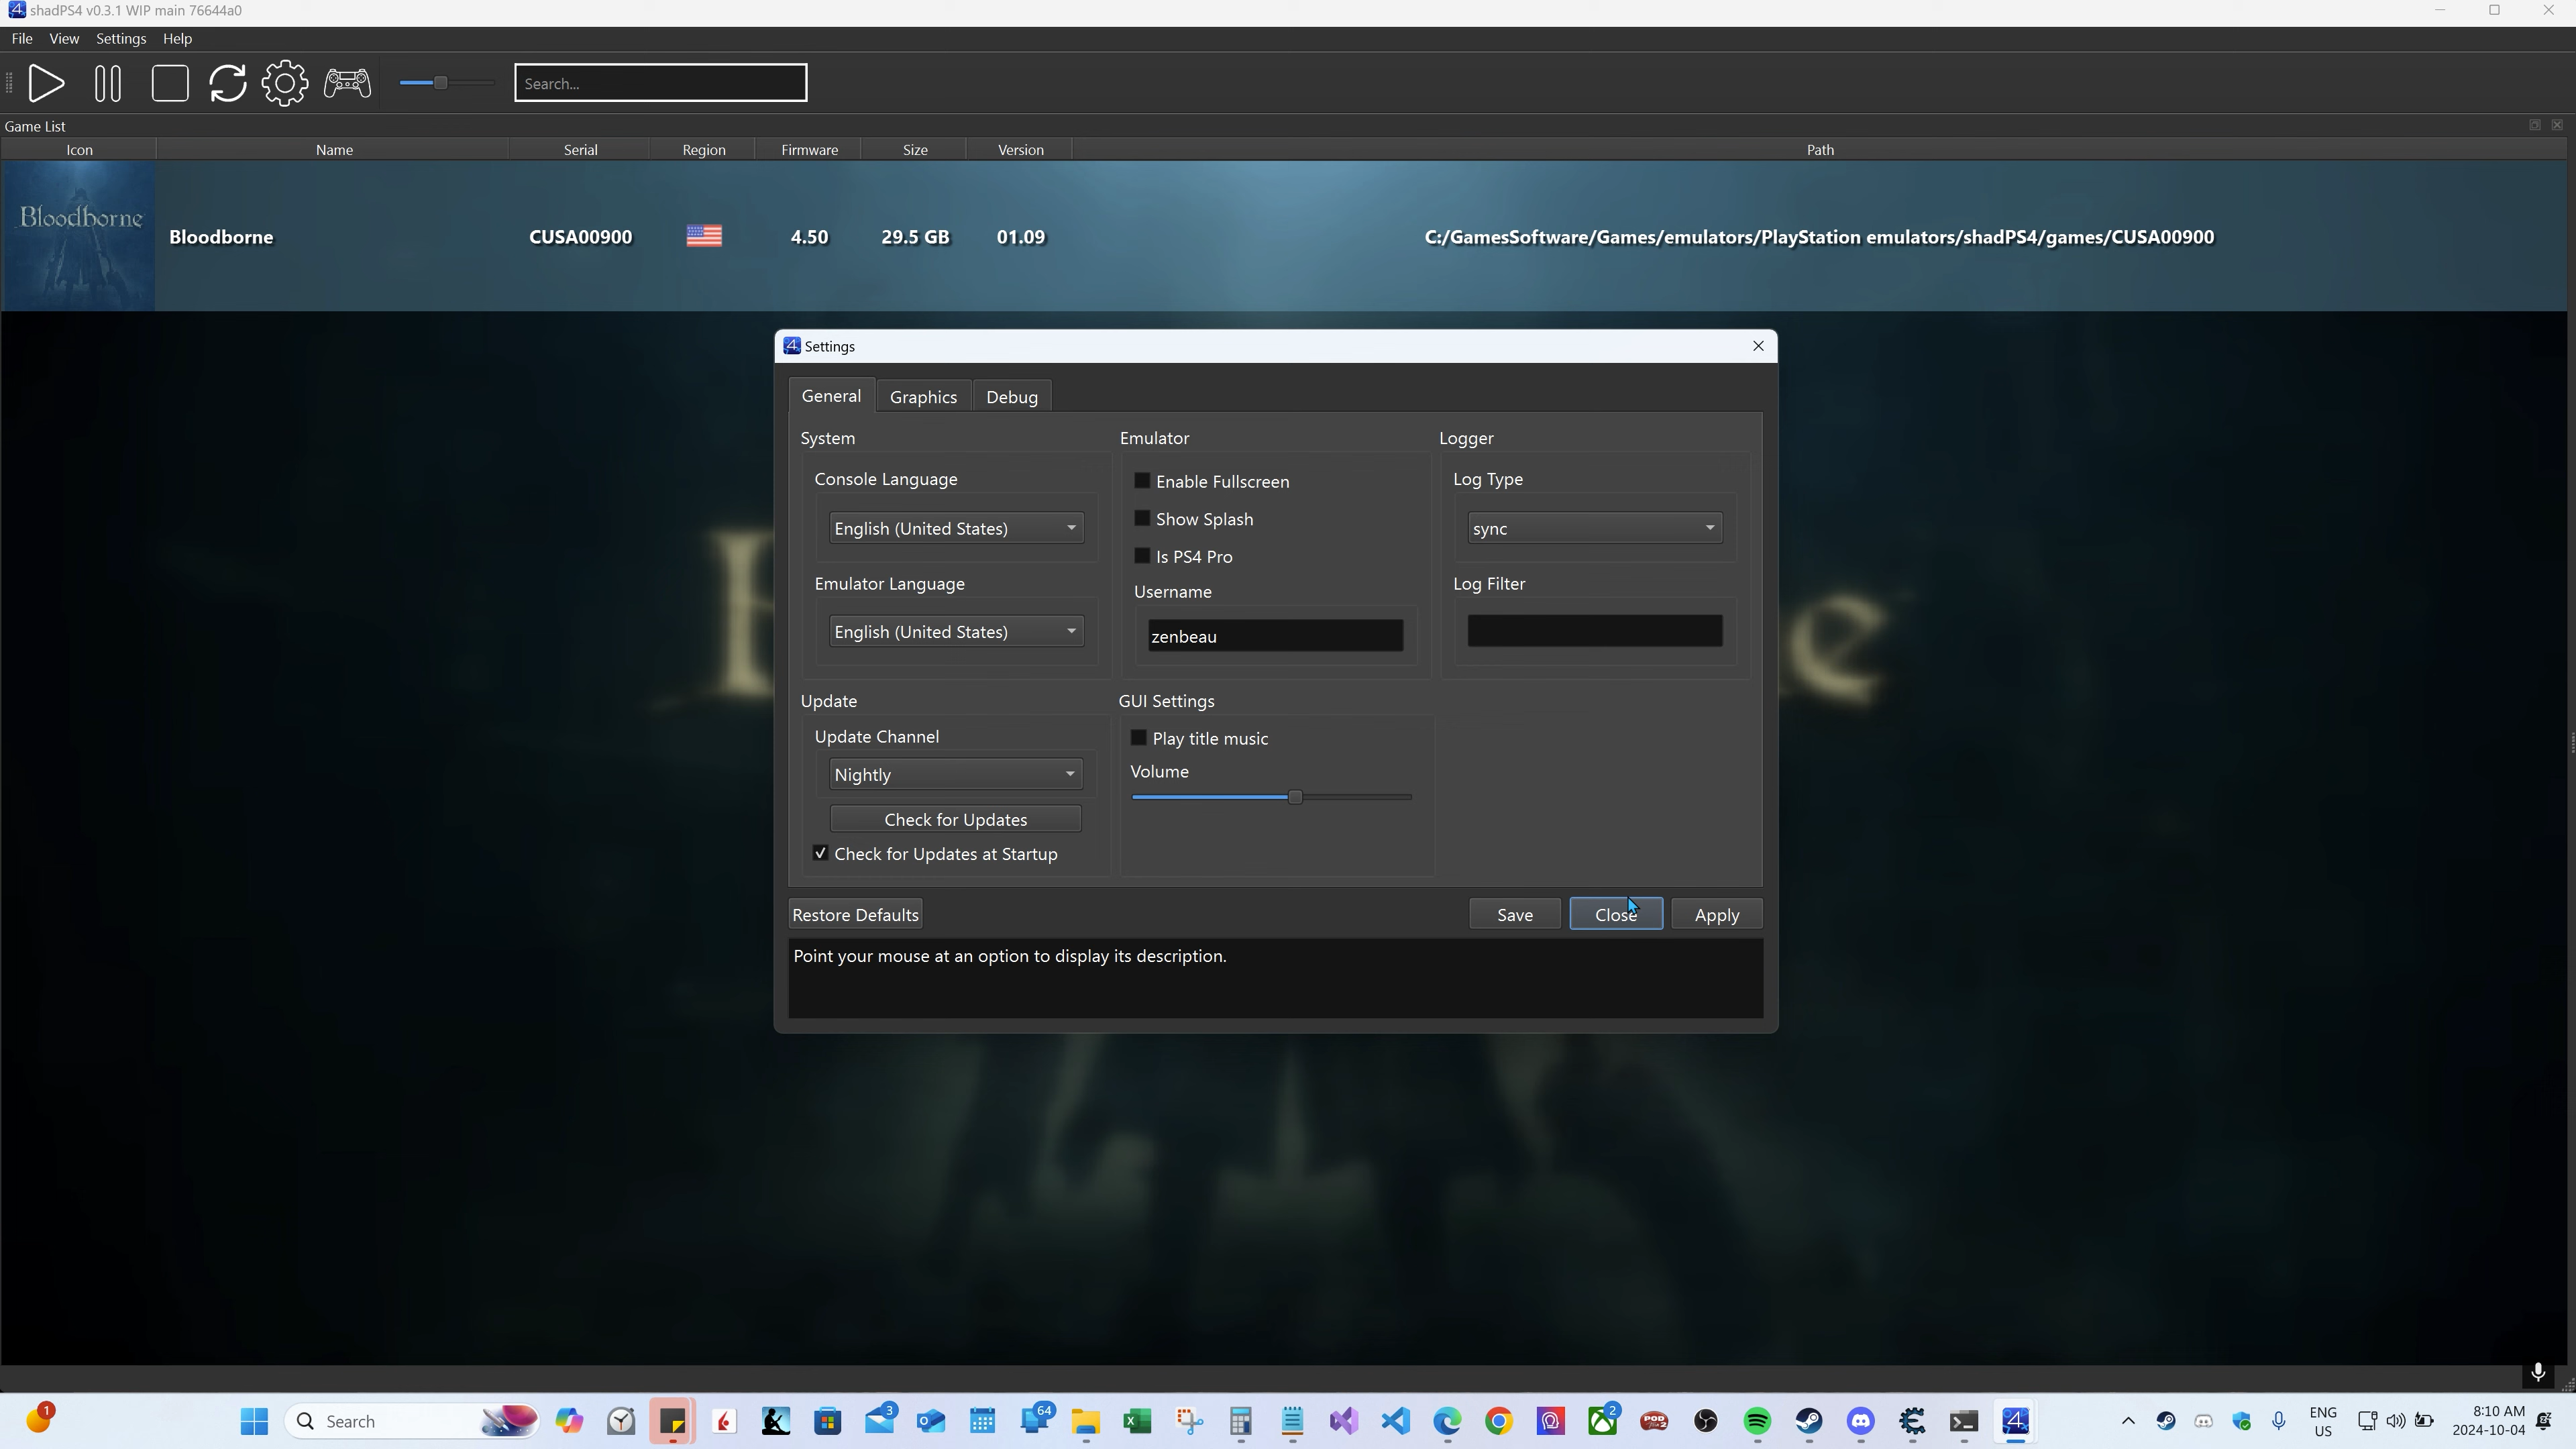 shadPS4 v0.3.1 WIP main 76644a0
File View Settings Help
Search...
Game List
Icon Name Serial Region Firmware Size Version Path
Bloodborne
Bloodborne CUSA00900 4.50 29.5 GB 01.09 C:/GamesSoftware/Games/emulators/PlayStation emulators/shadPS4/games/CUSA00900
Settings
General Graphics Debug
System
Console Language
English (United States)
Emulator Language
English (United States)
Emulator
Enable Fullscreen
Show Splash
Is PS4 Pro
Username
zenbeau
Logger
Log Type
sync
Log Filter
Update
Update Channel
Nightly
Check for Updates
Check for Updates at Startup
GUI Settings
Play title music
Volume
Restore Defaults Save Close Apply
Point your mouse at an option to display its description.
1
Search
3
64
2
POD
ENG
US
8:10 AM
2024-10-04